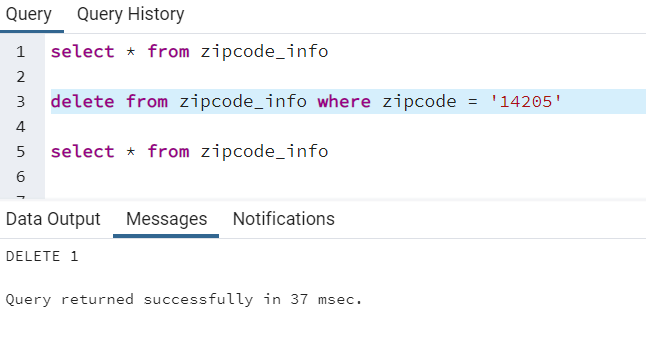 Query Query History
1 select * from zipcode_info
2
3 delete from zipcode_info where zipcode = '14205'
4
5 select * from zipcode_info
6
Data Output Messages Notifications
DELETE 1
Query returned successfully in 37 msec.